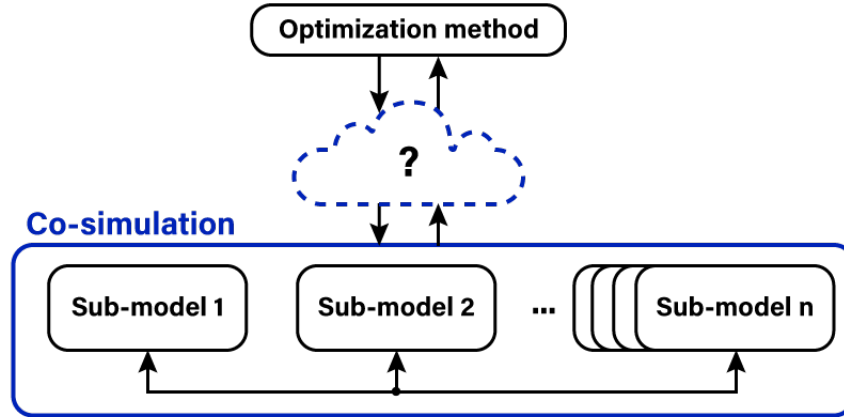 Optimization method
?
Co-simulation
Sub-model 1
Sub-model 2
...
Sub-model n